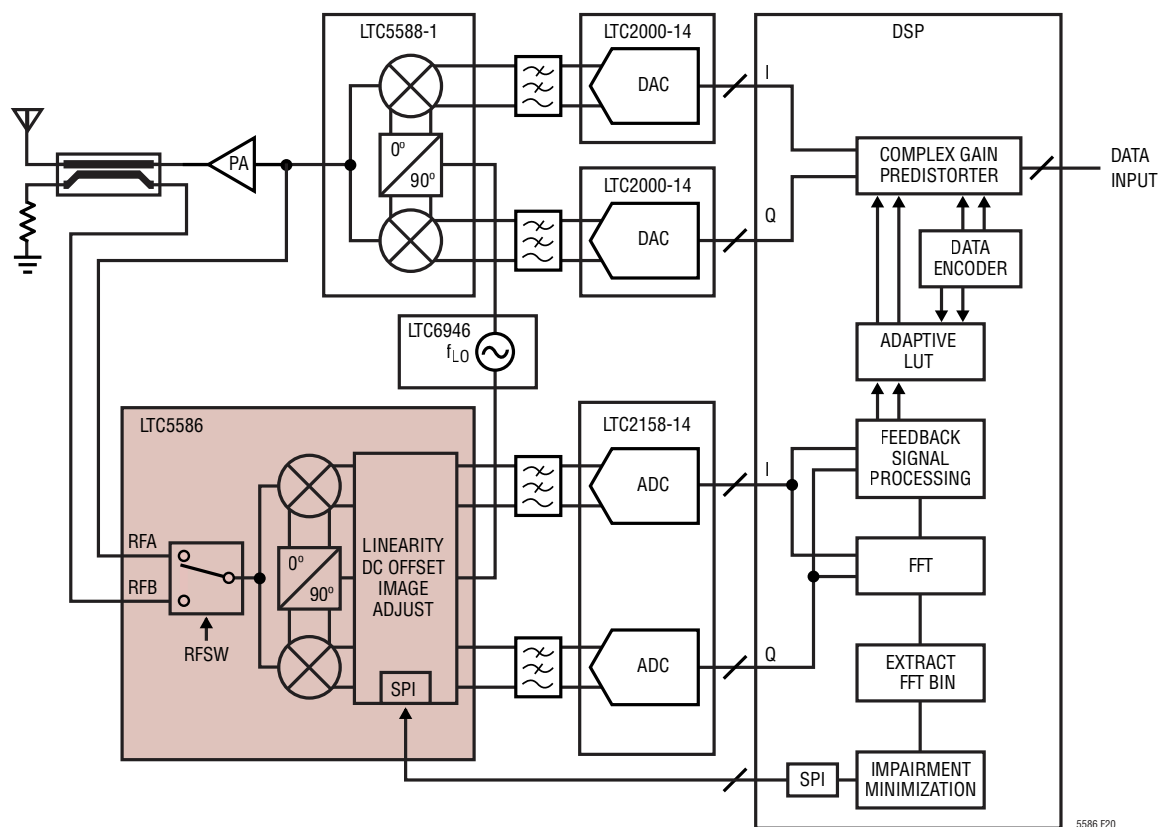 LTC5588-1
LTC2000-14
DSP
DAC
I
0º
90º
PA
COMPLEX GAIN
PREDISTORTER
DATA
INPUT
LTC2000-14
DAC
Q
DATA
ENCODER
LTC6946
fLO
ADAPTIVE
LUT
LTC5586
LTC2158-14
FEEDBACK
SIGNAL
PROCESSING
ADC
I
RFA
RFB
RFSW
0º
90º
LINEARITY
DC OFFSET
IMAGE
ADJUST
SPI
FFT
ADC
Q
EXTRACT
FFT BIN
SPI
IMPAIRMENT
MINIMIZATION
5586 F20